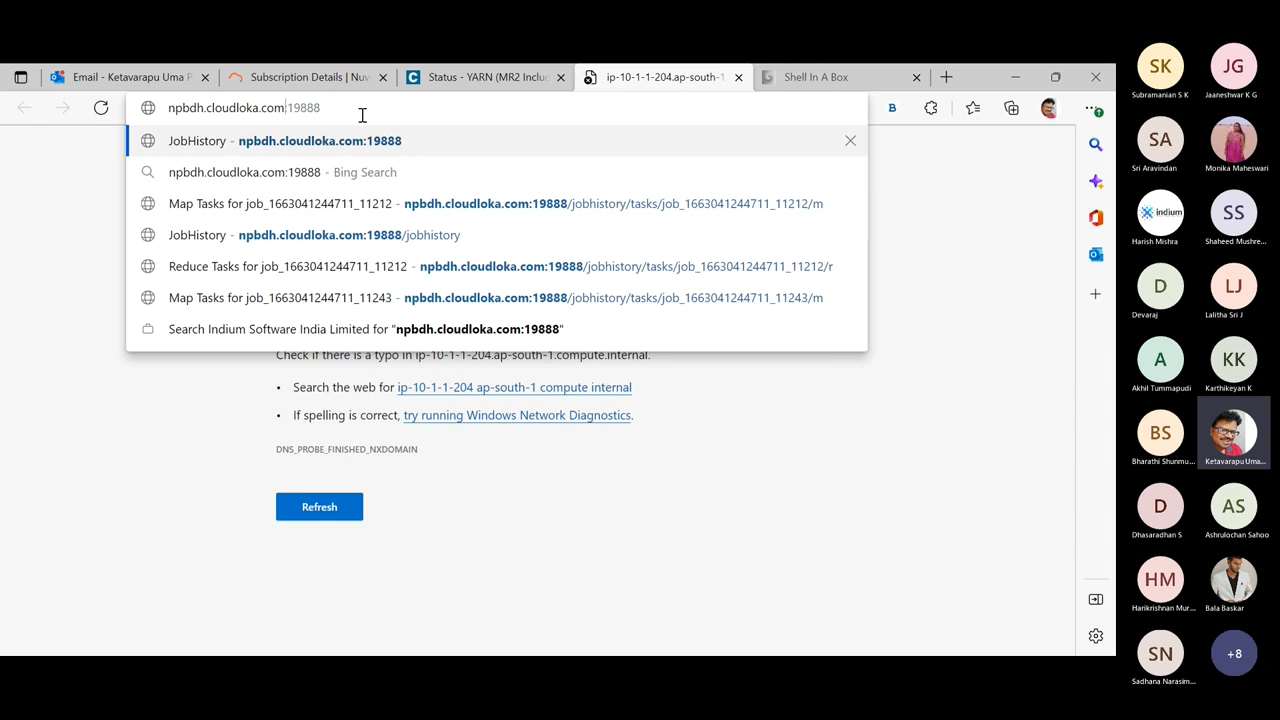 Email - Ketavarapu Uma P
Subscription Details | Nuv
Status - YARN (MR2 Inclu
ip-10-1-1-204.ap-south-1
Shell In A Box
npbdh.cloudloka.com:19888
JobHistory - npbdh.cloudloka.com:19888
npbdh.cloudloka.com:19888 - Bing Search
Map Tasks for job_1663041244711_11212 - npbdh.cloudloka.com:19888/jobhistory/tasks/job_1663041244711_11212/m
JobHistory - npbdh.cloudloka.com:19888/jobhistory
Reduce Tasks for job_1663041244711_11212 - npbdh.cloudloka.com:19888/jobhistory/tasks/job_1663041244711_11212/r
Map Tasks for job_1663041244711_11243 - npbdh.cloudloka.com:19888/jobhistory/tasks/job_1663041244711_11243/m
Search Indium Software India Limited for "npbdh.cloudloka.com:19888"
Check if there is a typo in ip-10-1-1-204.ap-south-1.compute.internal.
• Search the web for ip-10-1-1-204 ap-south-1 compute internal
• If spelling is correct, try running Windows Network Diagnostics.
DNS_PROBE_FINISHED_NXDOMAIN
Refresh
SK
Subramanian S K
JG
Jaaneshwar K G
SA
Sri Aravindan
Monika Maheswari
indium
Harish Mishra
SS
Shaheed Mushre...
D
Devaraj
LJ
Lalitha Sri J
A
Akhil Tummapudi
KK
Karthikeyan K
BS
Bharathi Shunmu...
Ketavarapu Uma...
D
Dhasaradhan S
AS
Ashrulochan Sahoo
HM
Harikrishnan Mur...
Bala Baskar
SN
Sadhana Narasim...
+8